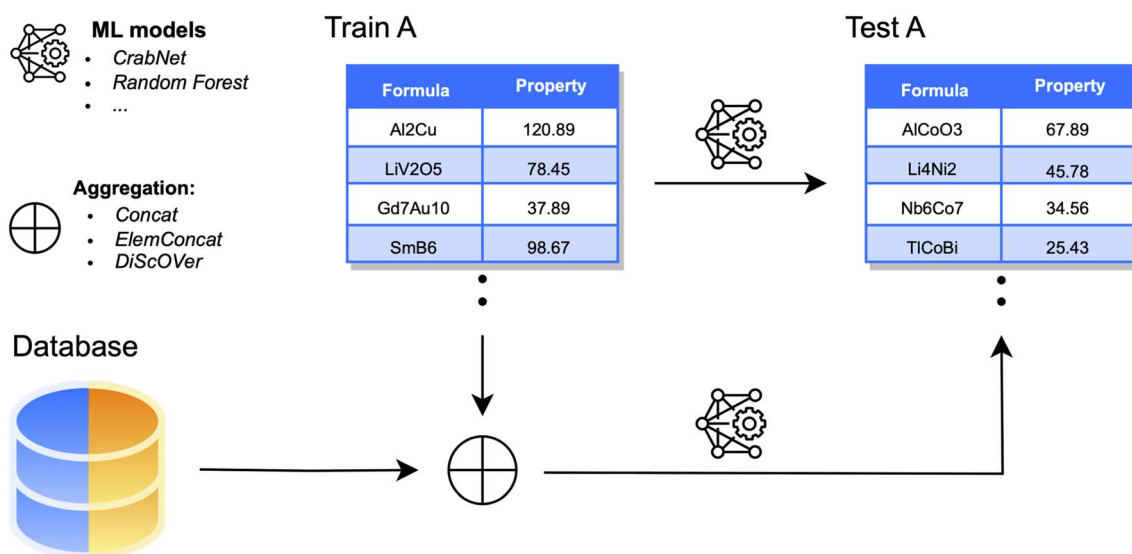 ML models
• CrabNet
• Random Forest
• ...
Aggregation:
• Concat
• ElemConcat
• DiScOVer
Database
Train A
Formula Property
Al2Cu 120.89
LiV2O5 78.45
Gd7Au10 37.89
SmB6 98.67
Test A
Formula Property
AlCoO3 67.89
Li4Ni2 45.78
Nb6Co7 34.56
TlCoBi 25.43